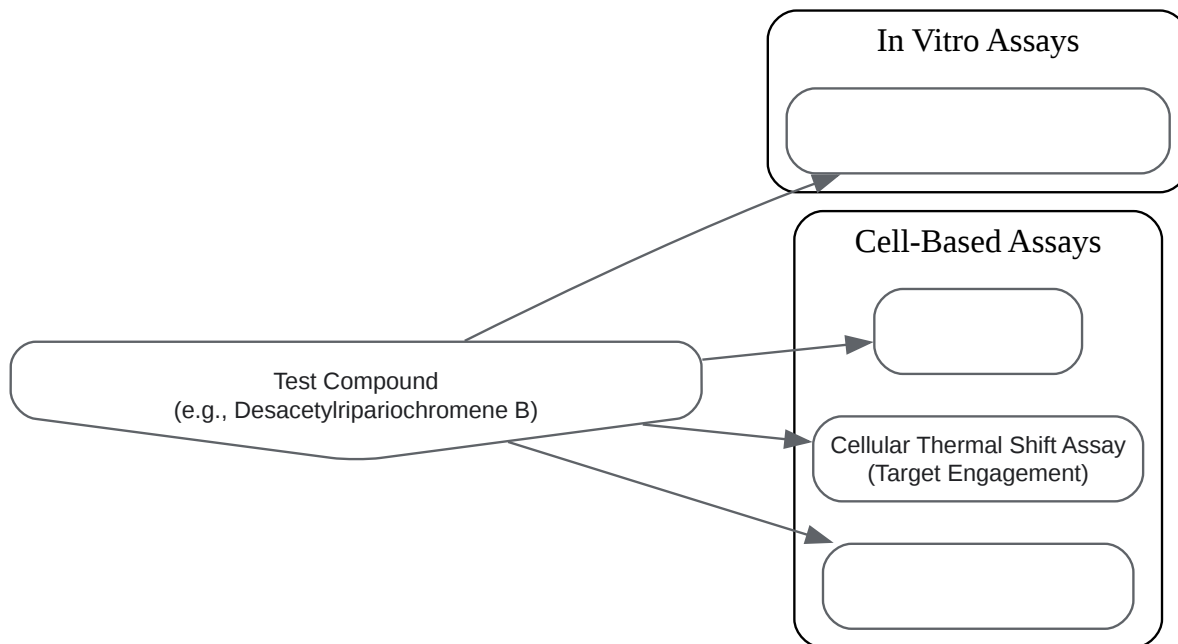 In Vitro Assays
Cell-Based Assays
Test Compound
(e.g., Desacetylripariochromene B)
Cellular Thermal Shift Assay
(Target Engagement)